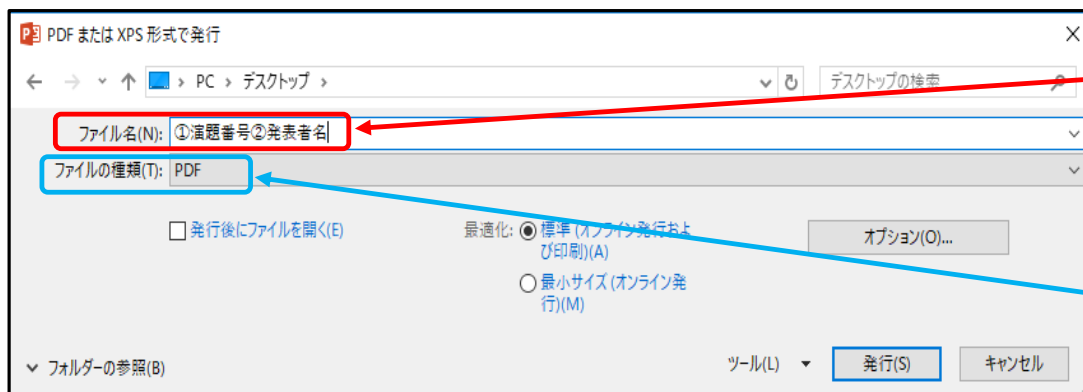 PDF または XPS 形式で発行
PC > デスクトップ >
デスクトップの検索
ファイル名(N): ①演題番号②発表者名
ファイルの種類(T): PDF
発行後にファイルを開く(E)
最適化: 標準 (オンライン発行およ
び印刷)(A)
最小サイズ (オンライン発
行)(M)
オプション(O)...
フォルダーの参照(B)
ツール(L)
発行(S)
キャンセル